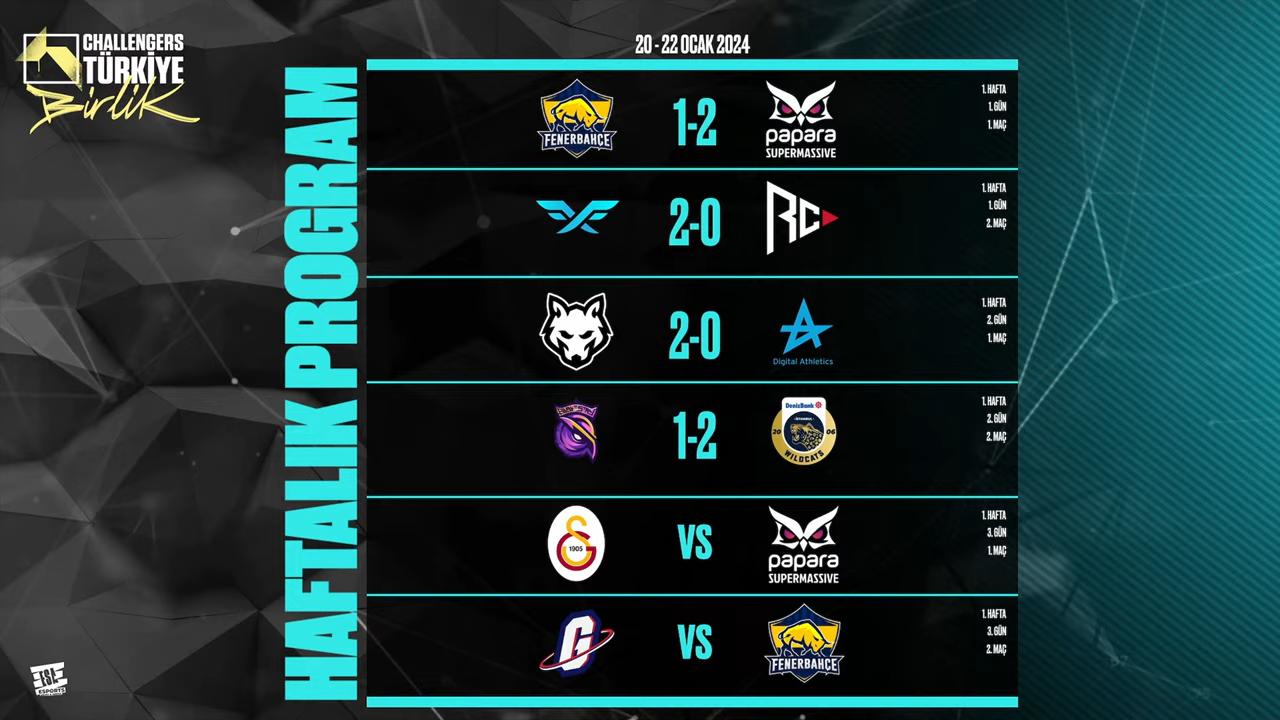 CHALLENGERS
TÜRKİYE
Birlik
20 - 22 OCAK 2024
HAFTALIK PROGRAM
FENERBAHÇE
1-2
papara
SUPERMASSIVE
1. HAFTA
1. GÜN
1. MAÇ
2-0
RC
1. HAFTA
1. GÜN
2. MAÇ
2-0
Digital Athletics
1. HAFTA
2. GÜN
1. MAÇ
1-2
DenizBank
ISTANBUL
20 06
WILDCATS
1. HAFTA
2. GÜN
2. MAÇ
1905
VS
papara
SUPERMASSIVE
1. HAFTA
3. GÜN
1. MAÇ
G
VS
FENERBAHÇE
1. HAFTA
3. GÜN
2. MAÇ
ESPORTS